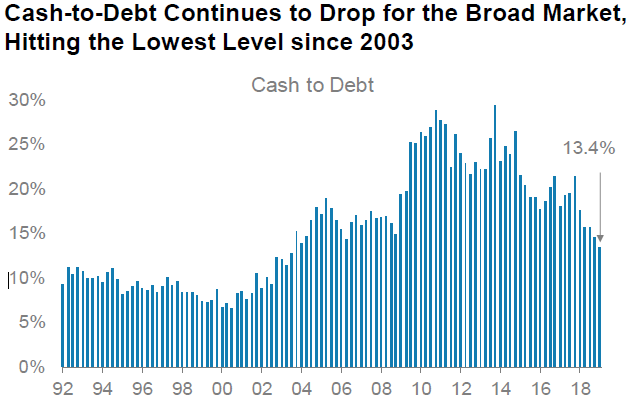 Cash-to-Debt Continues to Drop for the Broad Market,
Hitting the Lowest Level since 2003
Cash to Debt
30%
25%
20%
15%
10%
5%
0%
13.4%
92 94 96 98 00 02 04 06 08 10 12 14 16 18